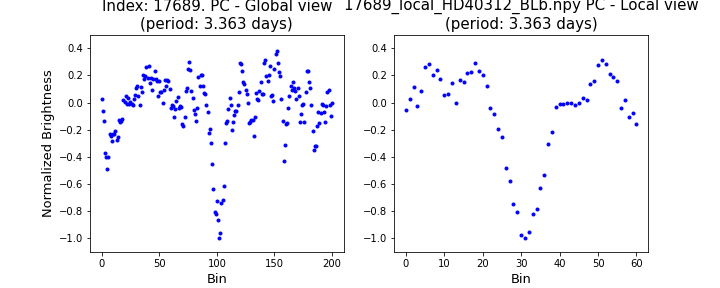 Index: 17689. PC - Global view
(period: 3.363 days)
17689_local_HD40312_BLb.npy PC - Local view
(period: 3.363 days)
Normalized Brightness
0.4
0.2
0.0
−0.2
−0.4
−0.6
−0.8
−1.0
0 50 100 150 200
Bin
0.4
0.2
0.0
−0.2
−0.4
−0.6
−0.8
−1.0
0 10 20 30 40 50 60
Bin